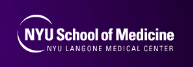 NYU School of Medicine
NYU LANGONE MEDICAL CENTER